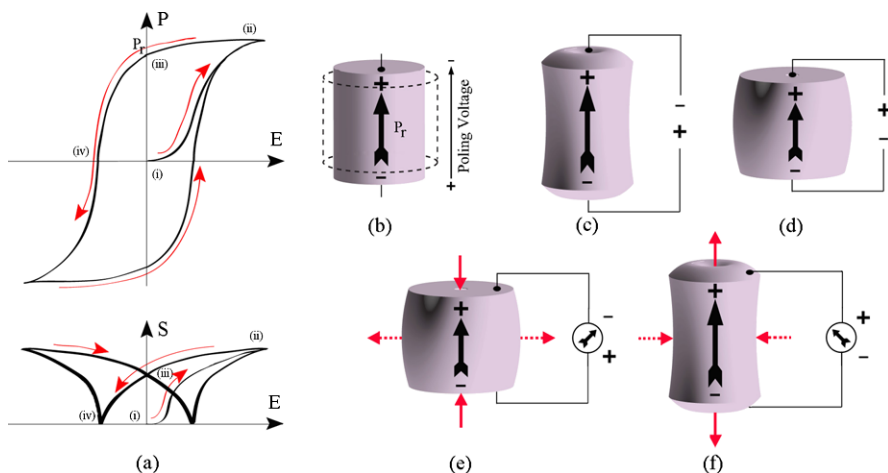 P
(ii)
Pr
(iii)
E
(iv)
(i)
S
(ii)
(iii)
E
(iv)
(i)
(a)
-
+
Pr
-
+
Poling Voltage
(b)
+
-
-
+
(c)
+
-
+
-
(d)
+
-
-
+
(e)
+
-
+
-
(f)